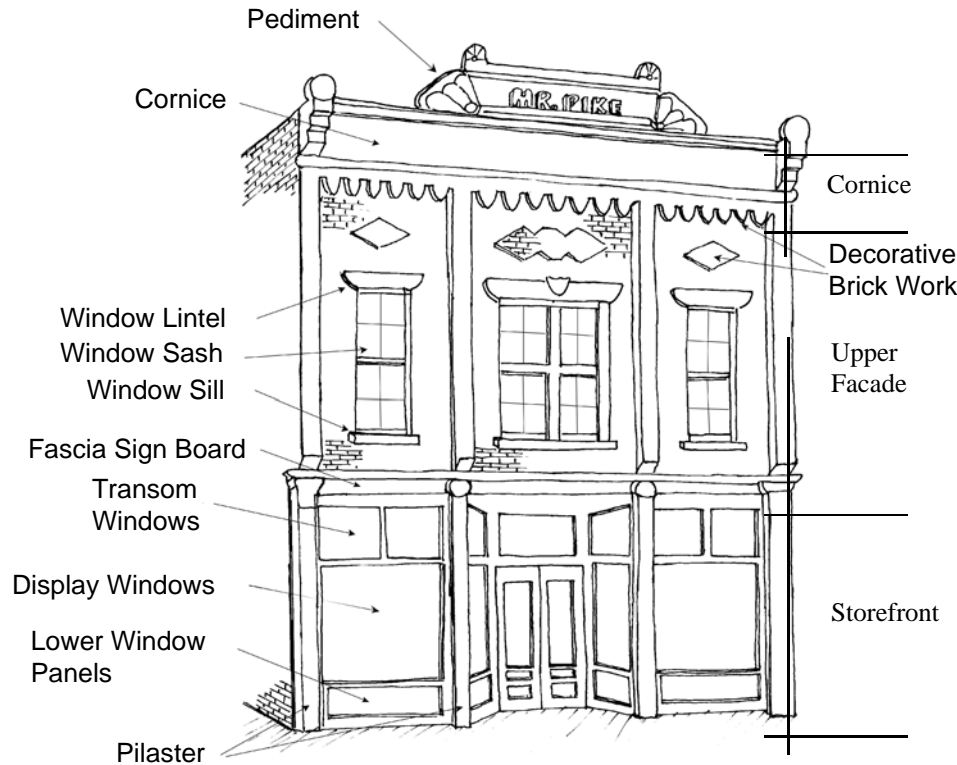 Pediment
Cornice
MR. PIKE
Cornice
Decorative
Brick Work
Window Lintel
Window Sash
Window Sill
Upper
Facade
Fascia Sign Board
Transom
Windows
Display Windows
Storefront
Lower Window
Panels
Pilaster